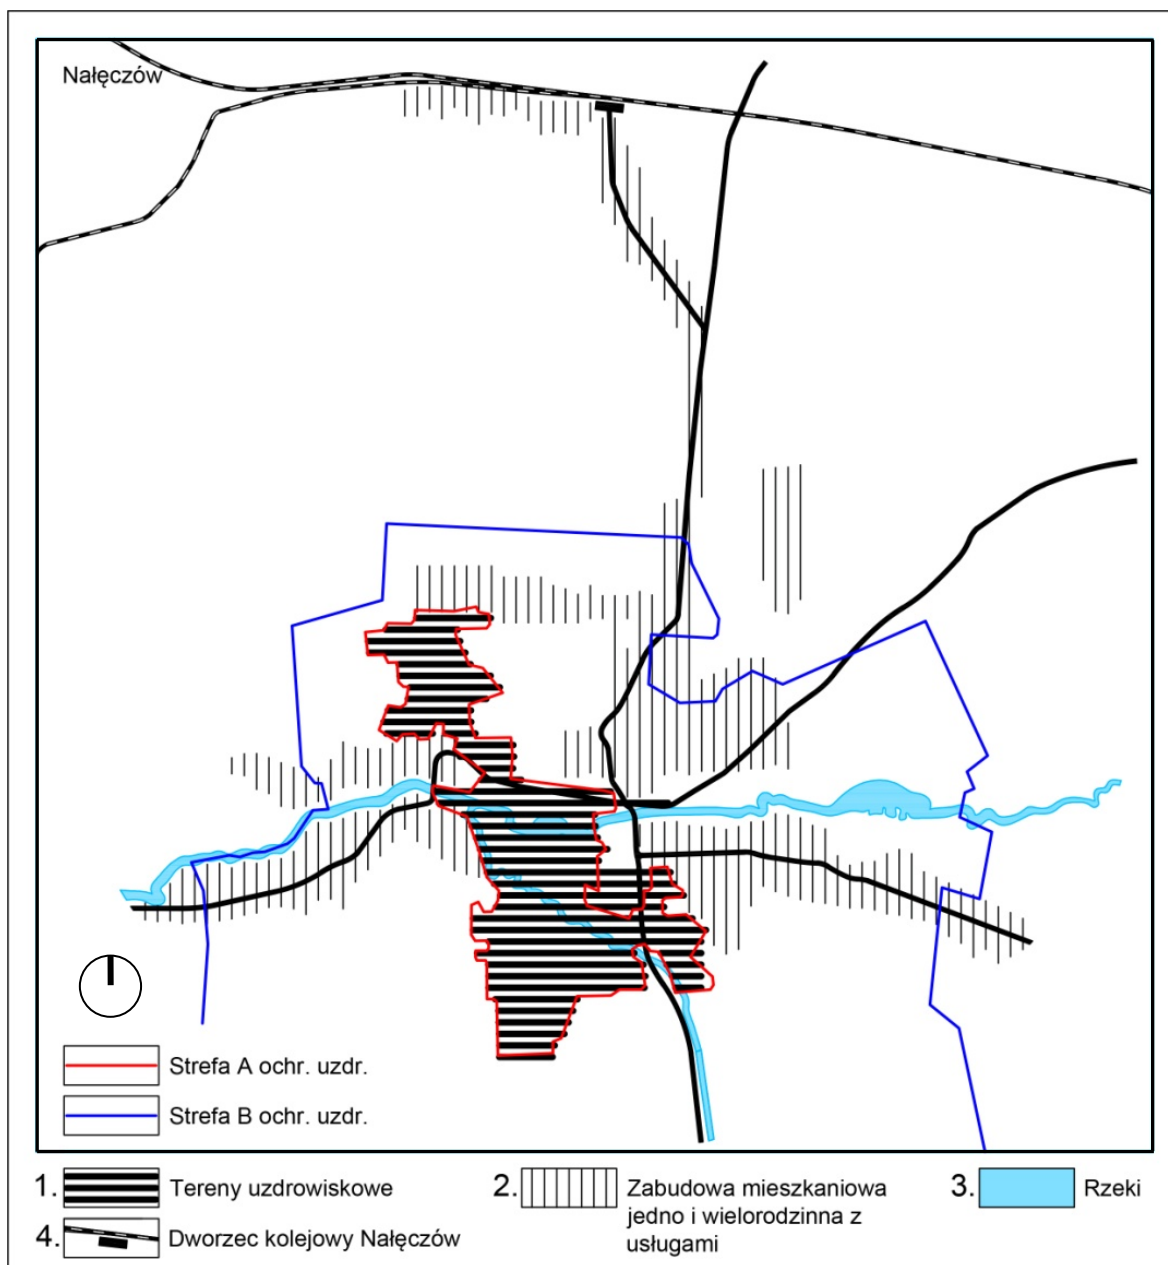 Nałęczów
Strefa A ochr. uzdr.
Strefa B ochr. uzdr.
1. Tereny uzdrowiskowe
2. Zabudowa mieszkaniowa
jedno i wielorodzinna z
usługami
3. Rzeki
4. Dworzec kolejowy Nałęczów